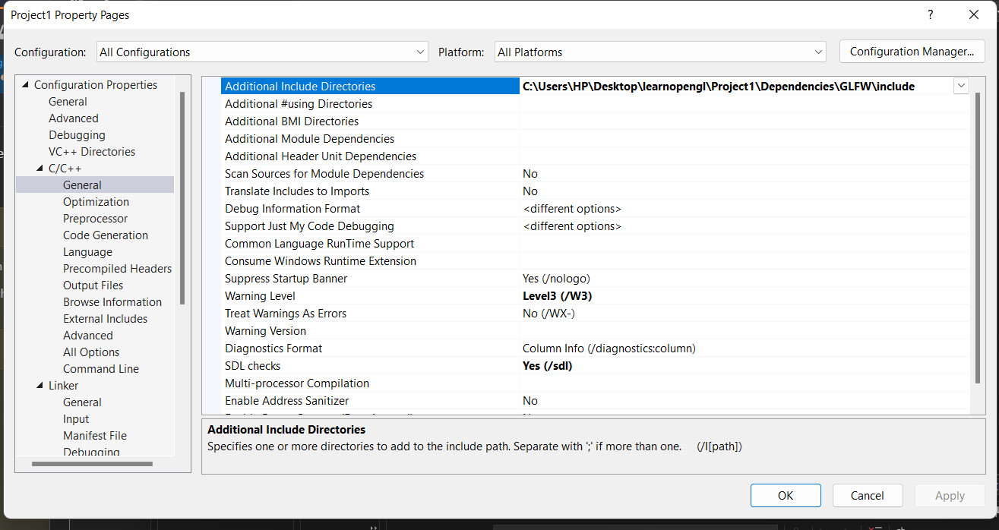 Project1 Property Pages
?
Configuration: All Configurations Platform: All Platforms Configuration Manager...
Configuration Properties
General
Advanced
Debugging
VC++ Directories
C/C++
General
Optimization
Preprocessor
Code Generation
Language
Precompiled Headers
Output Files
Browse Information
External Includes
Advanced
All Options
Command Line
Linker
General
Input
Manifest File
Debugging
Additional Include Directories C:\Users\HP\Desktop\learnopengl\Project1\Dependencies\GLFW\include
Additional #using Directories
Additional BMI Directories
Additional Module Dependencies
Additional Header Unit Dependencies
Scan Sources for Module Dependencies No
Translate Includes to Imports No
Debug Information Format <different options>
Support Just My Code Debugging <different options>
Common Language RunTime Support
Consume Windows Runtime Extension
Suppress Startup Banner Yes (/nologo)
Warning Level Level3 (/W3)
Treat Warnings As Errors No (/WX-)
Warning Version
Diagnostics Format Column Info (/diagnostics:column)
SDL checks Yes (/sdl)
Multi-processor Compilation
Enable Address Sanitizer No
Additional Include Directories
Specifies one or more directories to add to the include path. Separate with ';' if more than one. (/I[path])
OK Cancel Apply